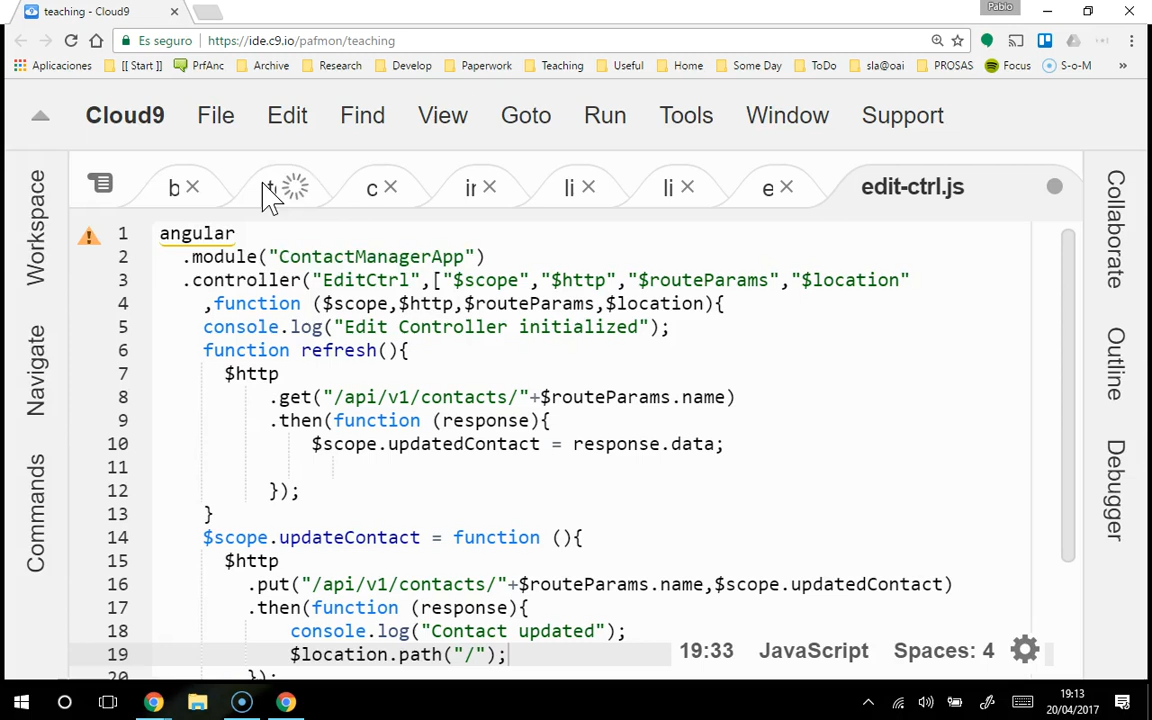 teaching - Cloud9
Pablo
Es seguro https://ide.c9.io/pafmon/teaching
Aplicaciones [[ Start ]] PrfAnc Archive Research Develop Paperwork Teaching Useful Home Some Day ToDo sla@oai PROSAS Focus S-o-M »
Cloud9 File Edit Find View Goto Run Tools Window Support
b c ir li li e edit-ctrl.js
Workspace
Navigate
Commands
1 angular
2 .module("ContactManagerApp")
3 .controller("EditCtrl",["$scope","$http","$routeParams","$location"
4 ,function ($scope,$http,$routeParams,$location){
5 console.log("Edit Controller initialized");
6 function refresh(){
7 $http
8 .get("/api/v1/contacts/"+$routeParams.name)
9 .then(function (response){
10 $scope.updatedContact = response.data;
11
12 });
13 }
14 $scope.updateContact = function (){
15 $http
16 .put("/api/v1/contacts/"+$routeParams.name,$scope.updatedContact)
17 .then(function (response){
18 console.log("Contact updated");
19 $location.path("/");
20 });
19:33 JavaScript Spaces: 4
Collaborate
Outline
Debugger
19:13
20/04/2017